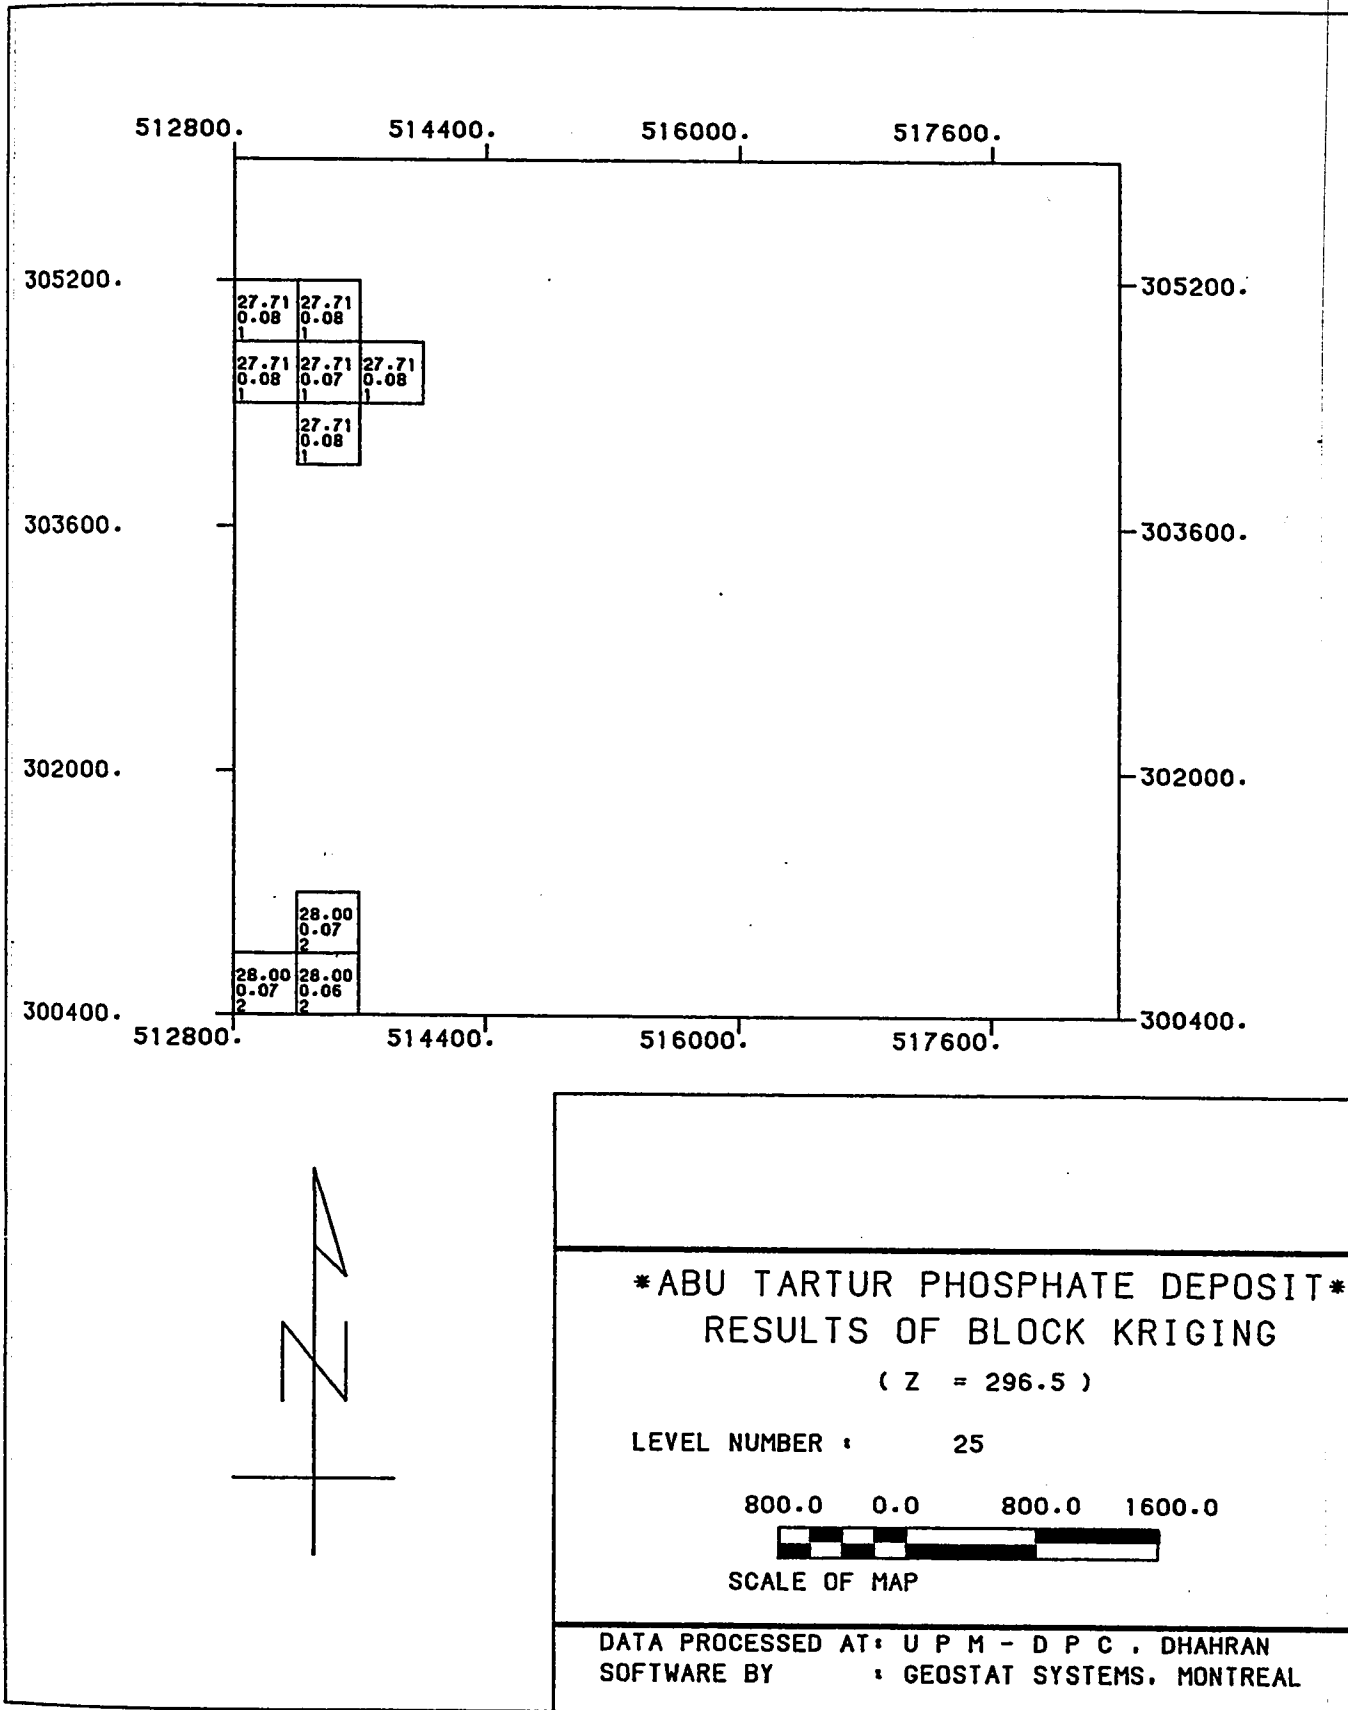 512800. 514400. 516000. 517600.
305200. 305200.
27.71 27.71
0.08 0.08
1 1
27.71 27.71 27.71
0.08 0.07 0.08
1 1 1
27.71
0.08
1
303600. 303600.
302000. 302000.
28.00
0.07
2
28.00 28.00
0.07 0.06
2 2
300400. 300400.
512800. 514400. 516000. 517600.
N
*ABU TARTUR PHOSPHATE DEPOSIT*
RESULTS OF BLOCK KRIGING
( Z = 296.5 )
LEVEL NUMBER : 25
800.0 0.0 800.0 1600.0
SCALE OF MAP
DATA PROCESSED AT: U P M - D P C , DHAHRAN
SOFTWARE BY : GEOSTAT SYSTEMS, MONTREAL